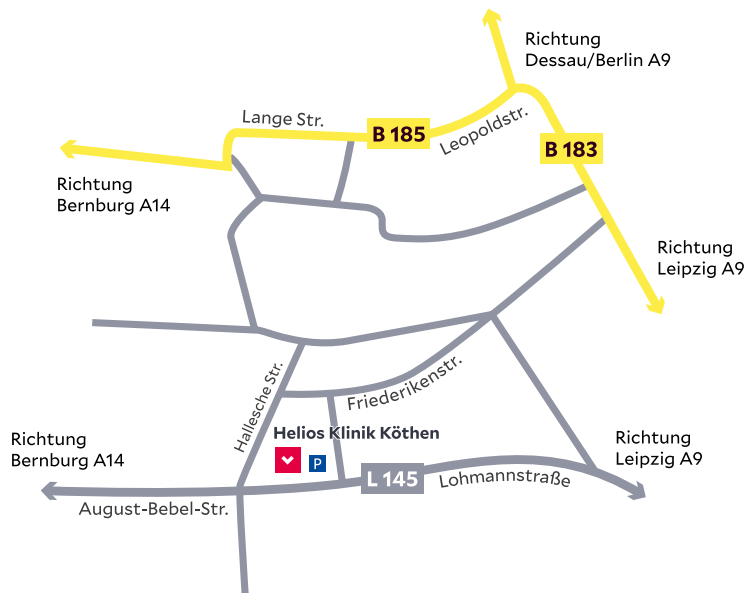 Richtung
Dessau/Berlin A9
Lange Str.
B 185
Leopoldstr.
B 183
Richtung
Bernburg A14
Richtung
Leipzig A9
Hallesche Str.
Friederikenstr.
Helios Klinik Köthen
P
Richtung
Bernburg A14
Richtung
Leipzig A9
L 145
Lohmannstraße
August-Bebel-Str.